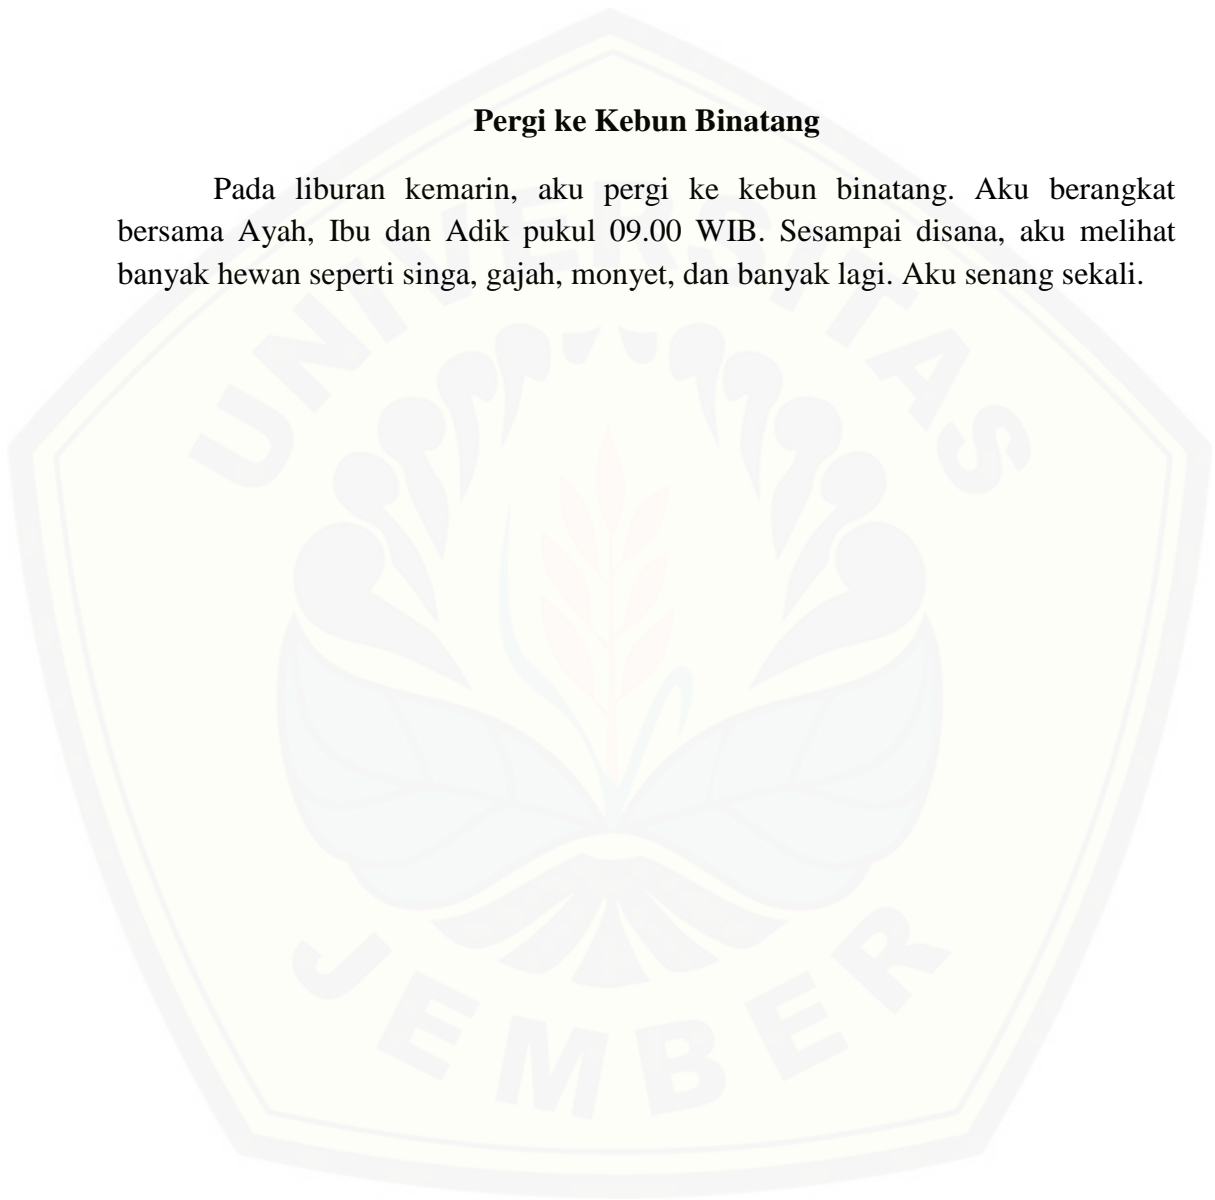 Pergi ke Kebun Binatang
Pada liburan kemarin, aku pergi ke kebun binatang. Aku berangkat
bersama Ayah, Ibu dan Adik pukul 09.00 WIB. Sesampai disana, aku melihat
banyak hewan seperti singa, gajah, monyet, dan banyak lagi. Aku senang sekali.
UNIVERSITAS
JEMBER